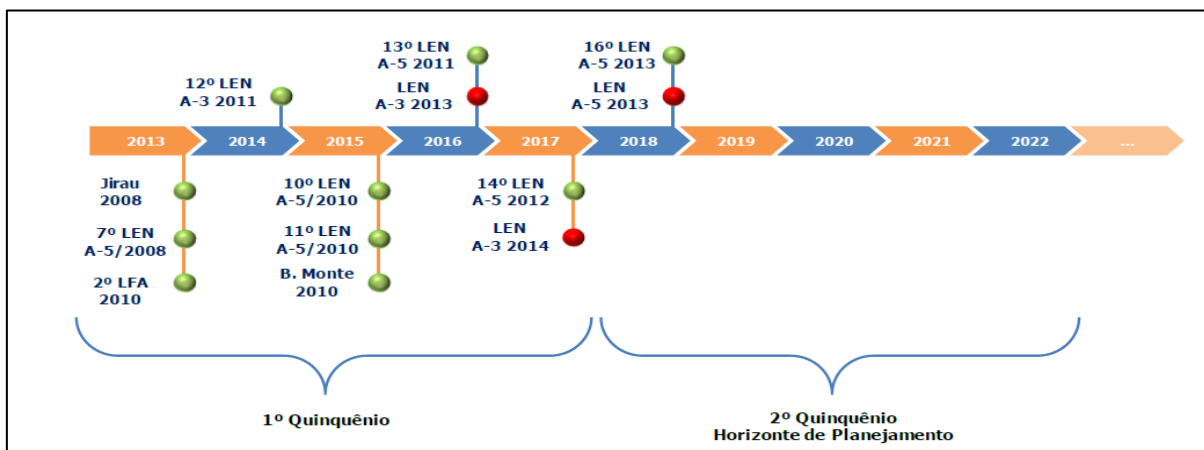 13º LEN
A-5 2011
16º LEN
A-5 2013
12º LEN
A-3 2011
LEN
A-3 2013
LEN
A-5 2013
2013 2014 2015 2016 2017 2018 2019 2020 2021 2022 ...
Jirau
2008
10º LEN
A-5/2010
14º LEN
A-5 2012
7º LEN
A-5/2008
11º LEN
A-5/2010
LEN
A-3 2014
2º LFA
2010
B. Monte
2010
1º Quinquênio
2º Quinquênio
Horizonte de Planejamento